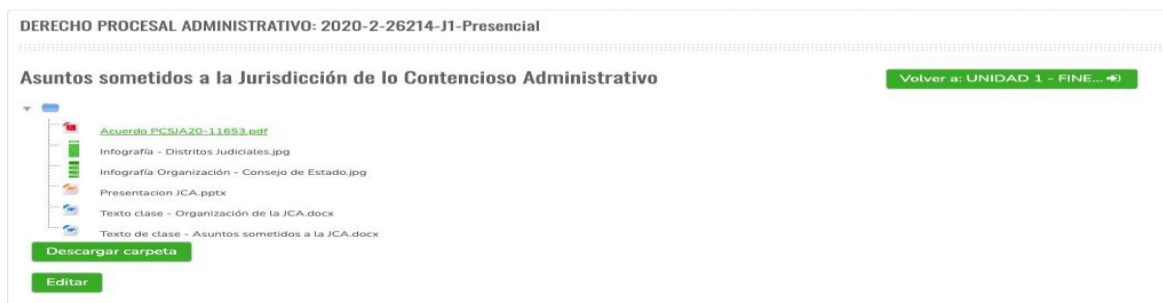 DERECHO PROCESAL ADMINISTRATIVO: 2020-2-26214-J1-Presencial
Asuntos sometidos a la Jurisdicción de lo Contencioso Administrativo
Volver a: UNIDAD 1 - FINE...
Acuerdo PCSJA20-11653.pdf
Infografía - Distritos Judiciales.jpg
Infografía Organización - Consejo de Estado.jpg
Presentacion JCA.pptx
Texto clase - Organización de la JCA.docx
Texto de clase - Asuntos sometidos a la JCA.docx
Descargar carpeta
Editar